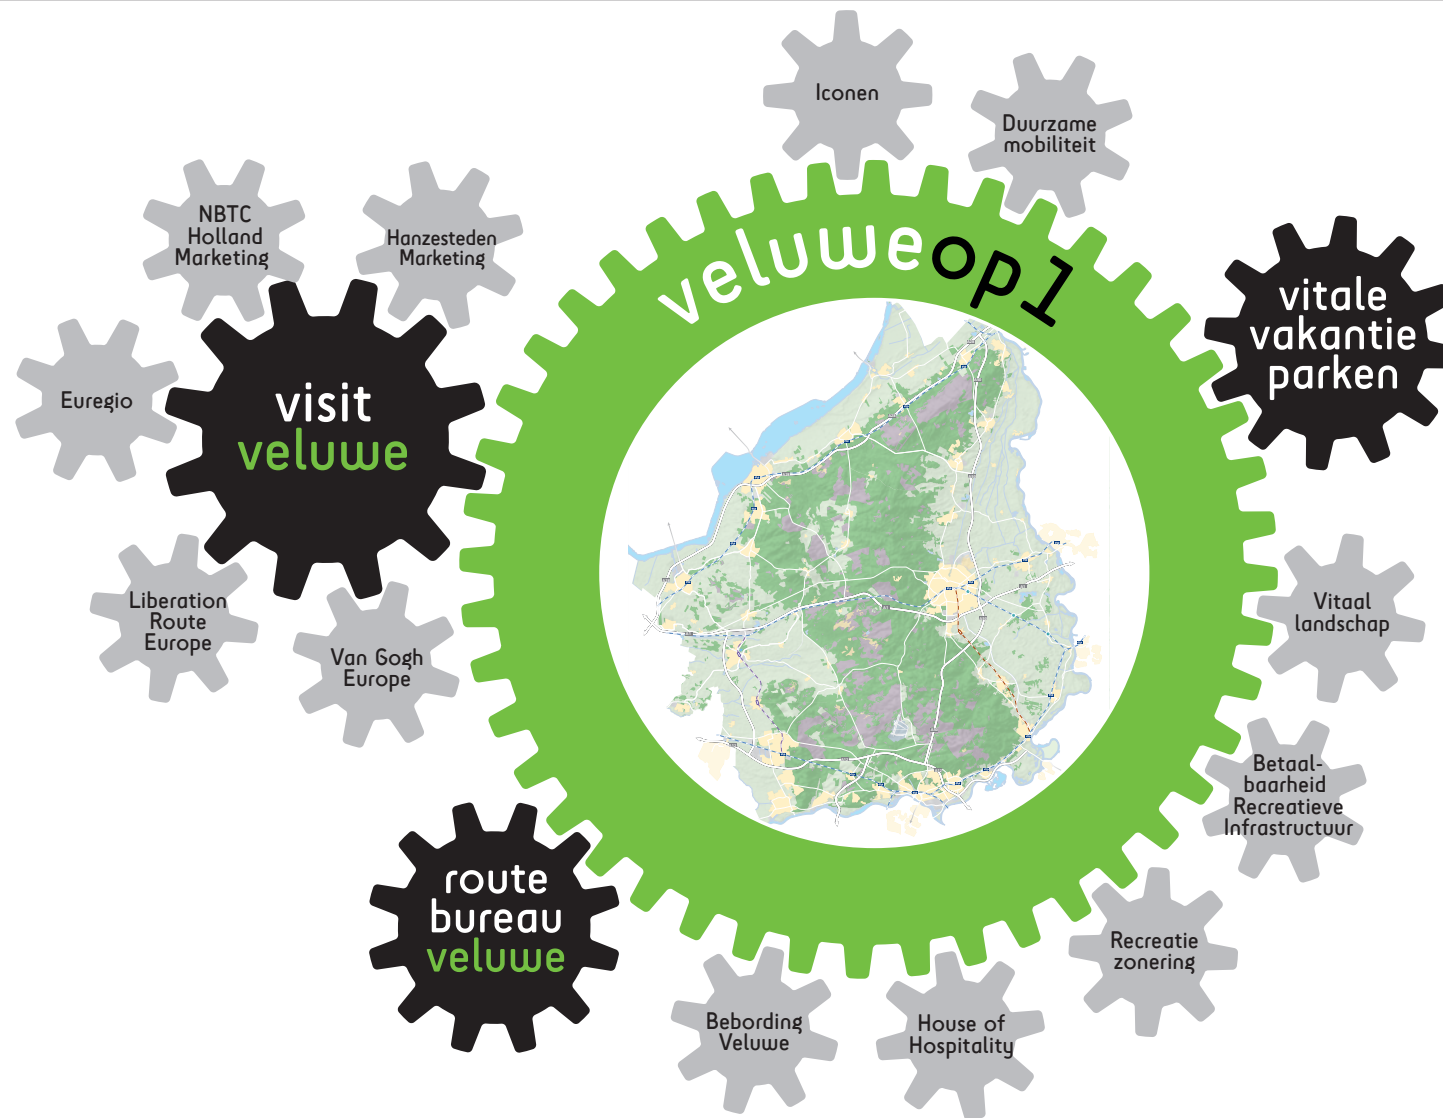 Iconen
Duurzame
mobiliteit
NBTC
Holland
Marketing
Hanzesteden
Marketing
veluweop1
vitale
vakantie
parken
Euregio
visit
veluwe
Liberation
Route
Europe
Van Gogh
Europe
Vitaal
landschap
Betaal-
baarheid
Recreatieve
Infrastructuur
route
bureau
veluwe
Recreatie
zonering
Bebording
Veluwe
House of
Hospitality